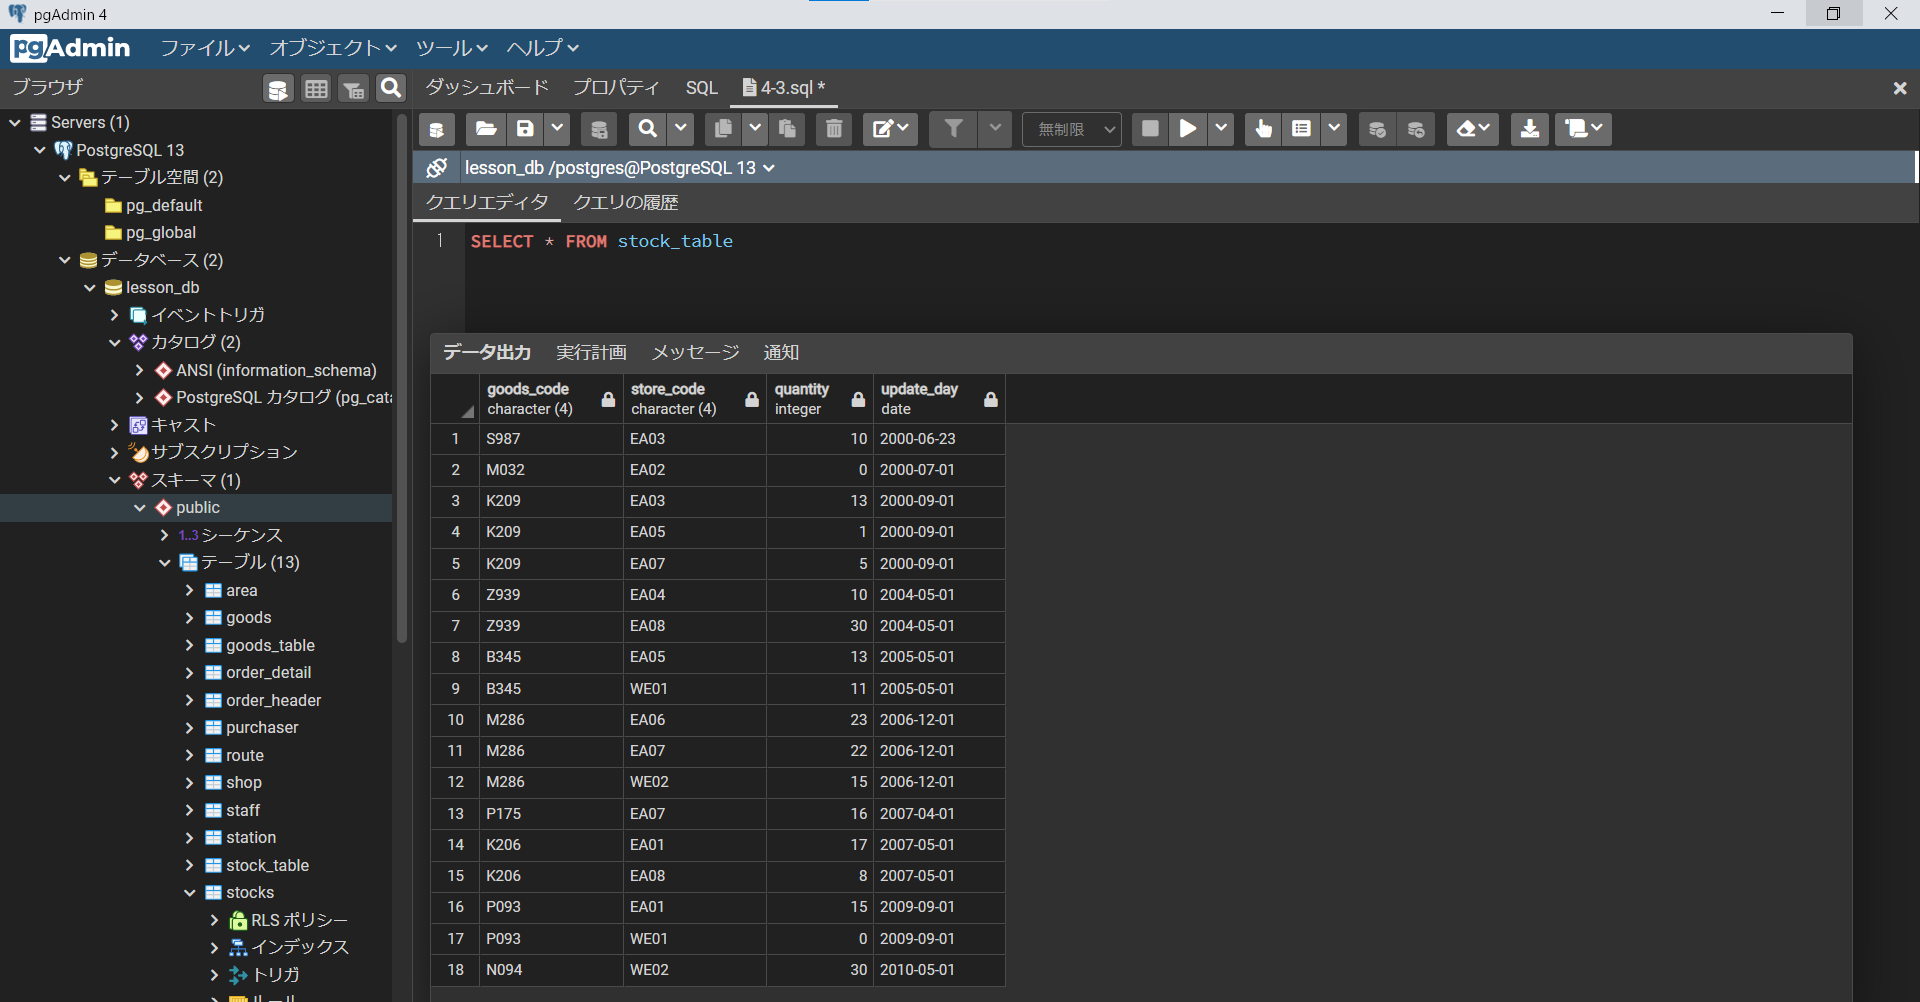 pgAdmin 4
pgAdmin ファイル オブジェクト ツール ヘルプ
ブラウザ
Servers (1)
PostgreSQL 13
テーブル空間 (2)
pg_default
pg_global
データベース (2)
lesson_db
イベントトリガ
カタログ (2)
ANSI (information_schema)
PostgreSQL カタログ (pg_cata
キャスト
サブスクリプション
スキーマ (1)
public
1..3 シーケンス
テーブル (13)
area
goods
goods_table
order_detail
order_header
purchaser
route
shop
staff
station
stock_table
stocks
RLS ポリシー
インデックス
トリガ
ルール
ダッシュボード プロパティ SQL 4-3.sql *
無制限
lesson_db /postgres@PostgreSQL 13
クエリエディタ クエリの履歴
1 SELECT * FROM stock_table
データ出力 実行計画 メッセージ 通知
goods_code store_code quantity update_day
character (4) character (4) integer date
1 S987 EA03 10 2000-06-23
2 M032 EA02 0 2000-07-01
3 K209 EA03 13 2000-09-01
4 K209 EA05 1 2000-09-01
5 K209 EA07 5 2000-09-01
6 Z939 EA04 10 2004-05-01
7 Z939 EA08 30 2004-05-01
8 B345 EA05 13 2005-05-01
9 B345 WE01 11 2005-05-01
10 M286 EA06 23 2006-12-01
11 M286 EA07 22 2006-12-01
12 M286 WE02 15 2006-12-01
13 P175 EA07 16 2007-04-01
14 K206 EA01 17 2007-05-01
15 K206 EA08 8 2007-05-01
16 P093 EA01 15 2009-09-01
17 P093 WE01 0 2009-09-01
18 N094 WE02 30 2010-05-01